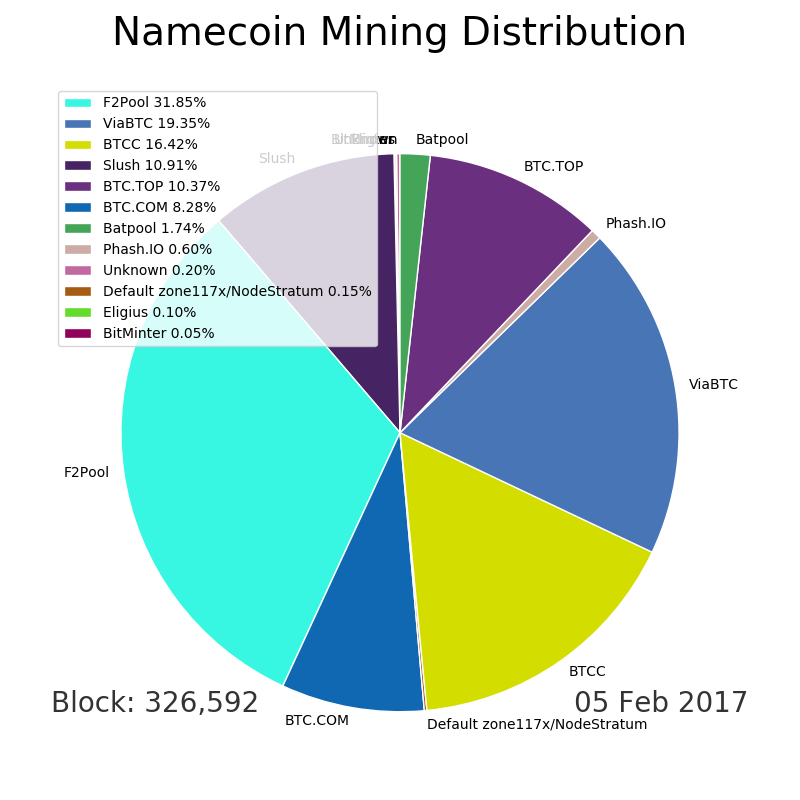 Namecoin Mining Distribution
F2Pool 31.85%
ViaBTC 19.35%
BTCC 16.42%
Slush 10.91%
BTC.TOP 10.37%
BTC.COM 8.28%
Batpool 1.74%
Phash.IO 0.60%
Unknown 0.20%
Default zone117x/NodeStratum 0.15%
Eligius 0.10%
BitMinter 0.05%
Batpool
Slush
BTC.TOP
Phash.IO
ViaBTC
F2Pool
BTCC
Block: 326,592
05 Feb 2017
BTC.COM
Default zone117x/NodeStratum